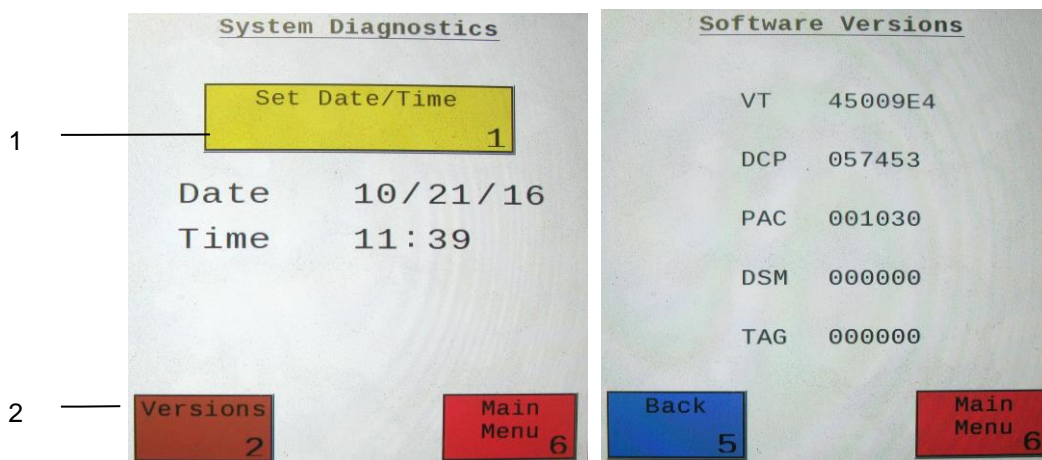 System Diagnostics
Set Date/Time
1
1
Date 10/21/16
Time 11:39
2
Versions
2
Main
Menu
6
Software Versions
VT 45009E4
DCP 057453
PAC 001030
DSM 000000
TAG 000000
Back
5
Main
Menu
6